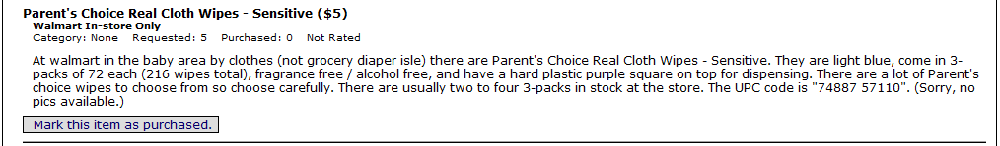 Parent's Choice Real Cloth Wipes - Sensitive ($5)
Walmart In-store Only
Category: None Requested: 5 Purchased: 0 Not Rated
At walmart in the baby area by clothes (not grocery diaper isle) there are Parent's Choice Real Cloth Wipes - Sensitive. They are light blue, come in 3-
packs of 72 each (216 wipes total), fragrance free / alcohol free, and have a hard plastic purple square on top for dispensing. There are a lot of Parent's
choice wipes to choose from so choose carefully. There are usually two to four 3-packs in stock at the store. The UPC code is "74887 57110". (Sorry, no
pics available.)
Mark this item as purchased.